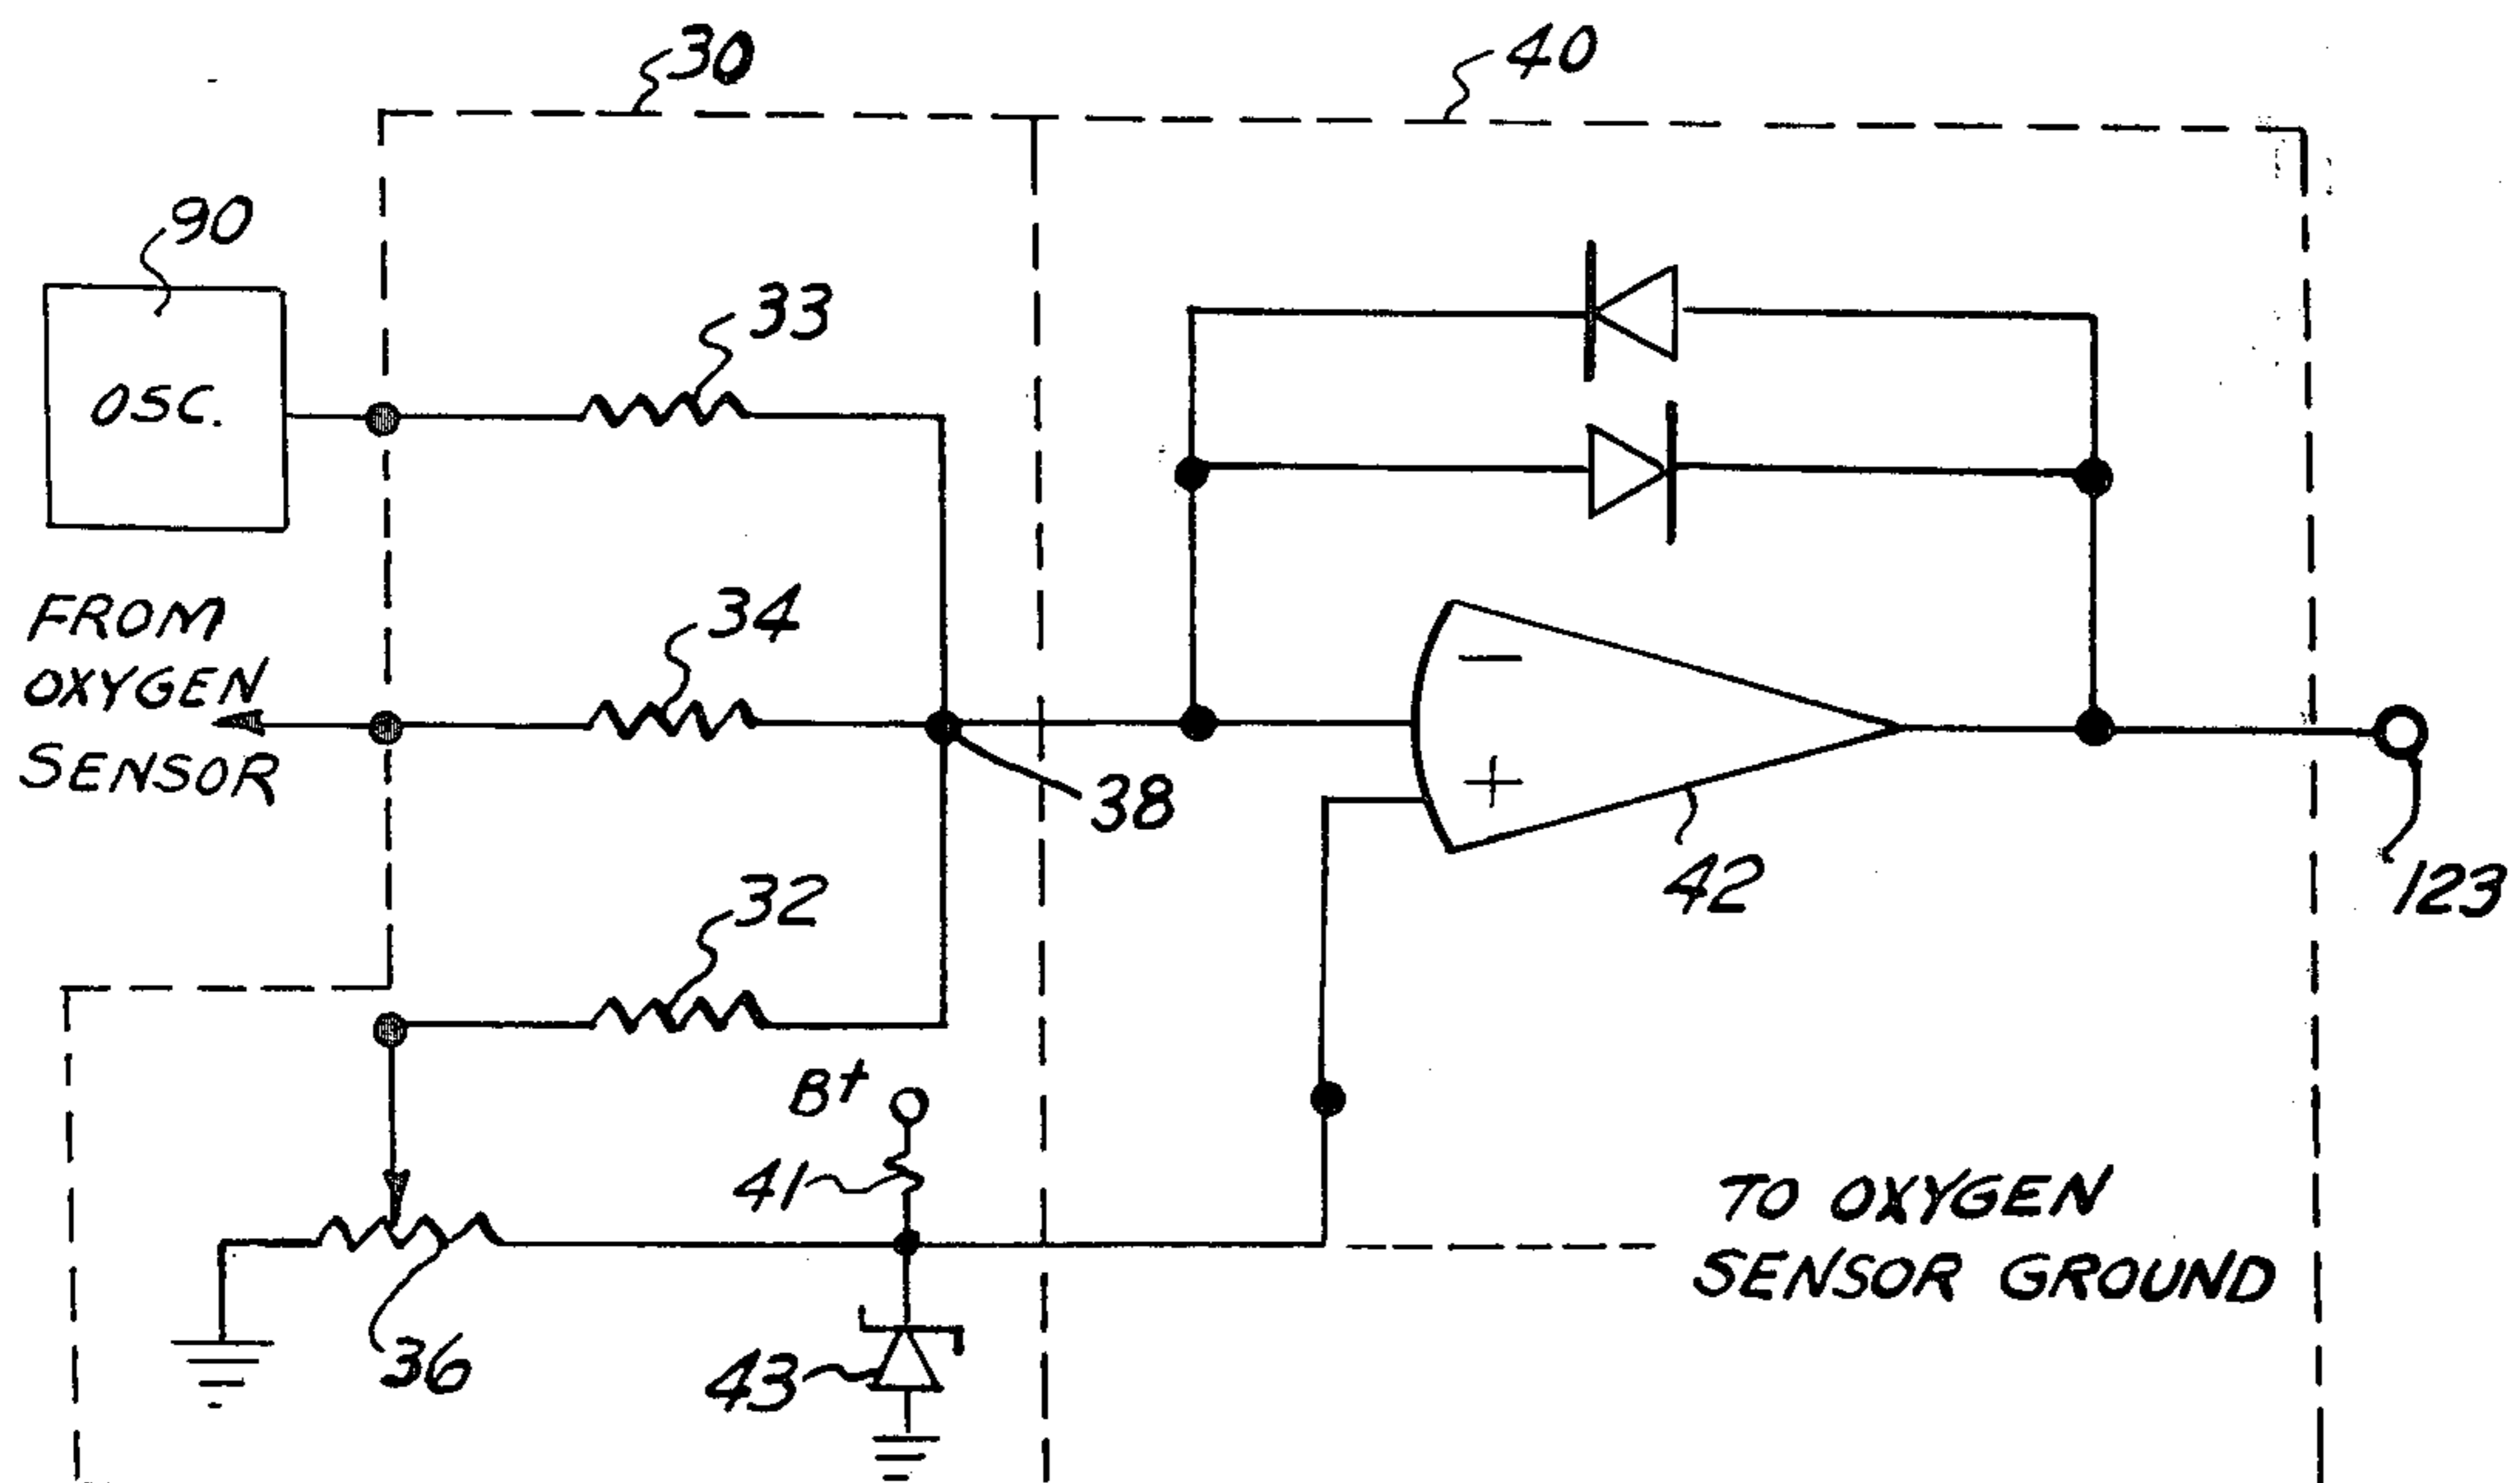 30
40
90
33
OSC.
34
FROM
OXYGEN
SENSOR
−
+
38
42
123
32
B+
41
TO OXYGEN
SENSOR GROUND
36
43